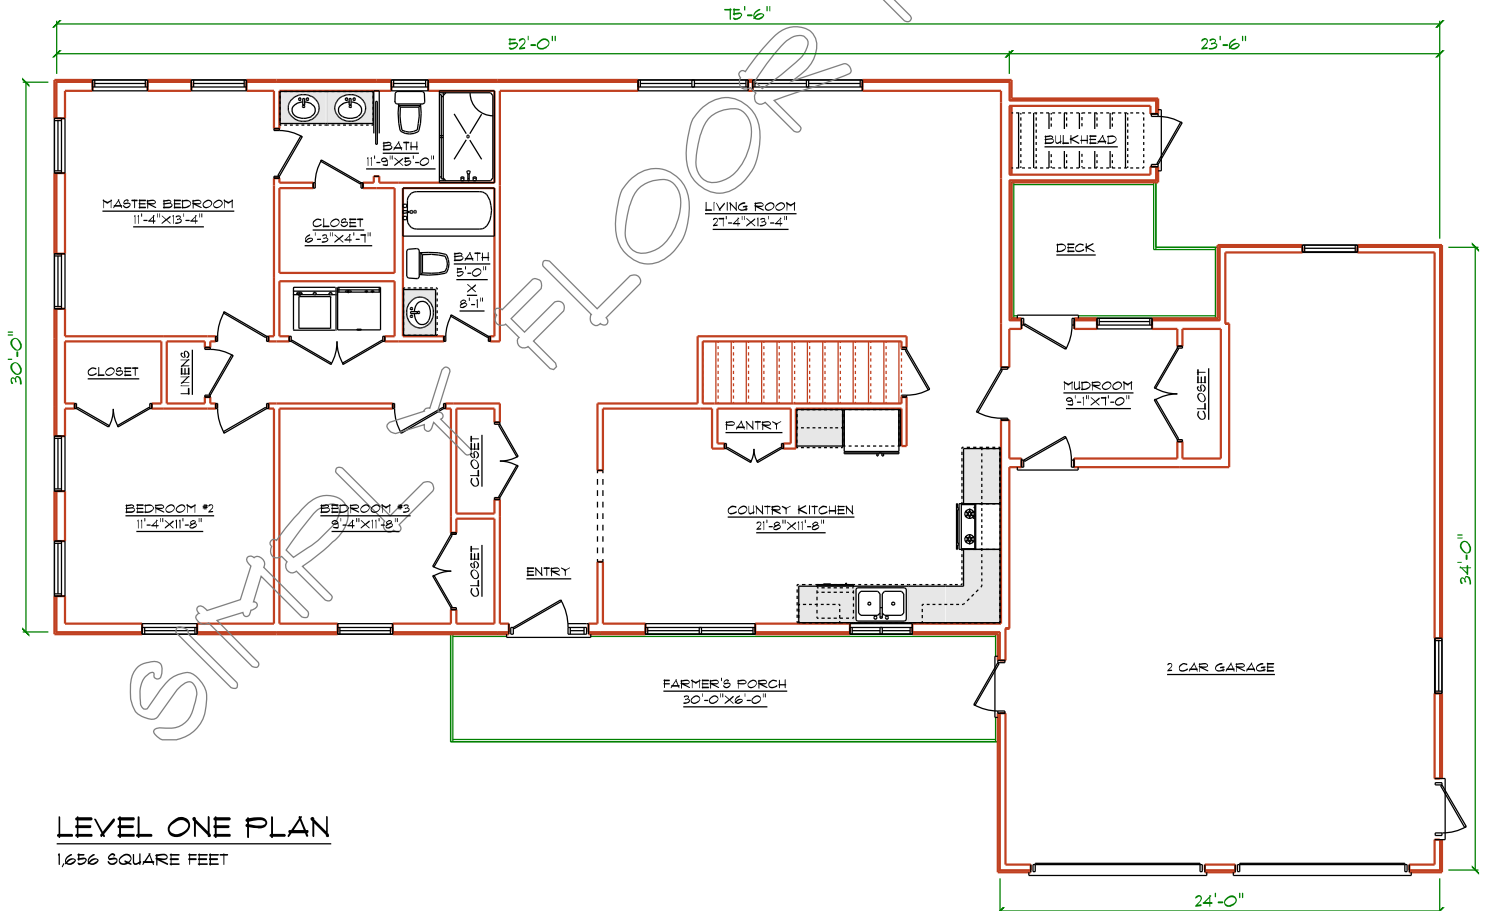 75'-6"
52'-0"
23'-6"
30'-0"
BATH
11'-9"X5'-0"
BULKHEAD
MASTER BEDROOM
11'-4"X13'-4"
CLOSET
6'-3"X4'-7"
LIVING ROOM
27'-4"X13'-4"
DECK
BATH
5'-0"
X
8'-1"
CLOSET
LINENS
MUDROOM
9'-1"X7'-0"
CLOSET
PANTRY
CLOSET
BEDROOM #2
11'-4"X11'-8"
BEDROOM #3
9'-4"X11'-8"
COUNTRY KITCHEN
21'-8"X11'-8"
CLOSET
ENTRY
34'-0"
2 CAR GARAGE
FARMER'S PORCH
30'-0"X6'-0"
SIMPLY FLOOR
LEVEL ONE PLAN
1,656 SQUARE FEET
24'-0"